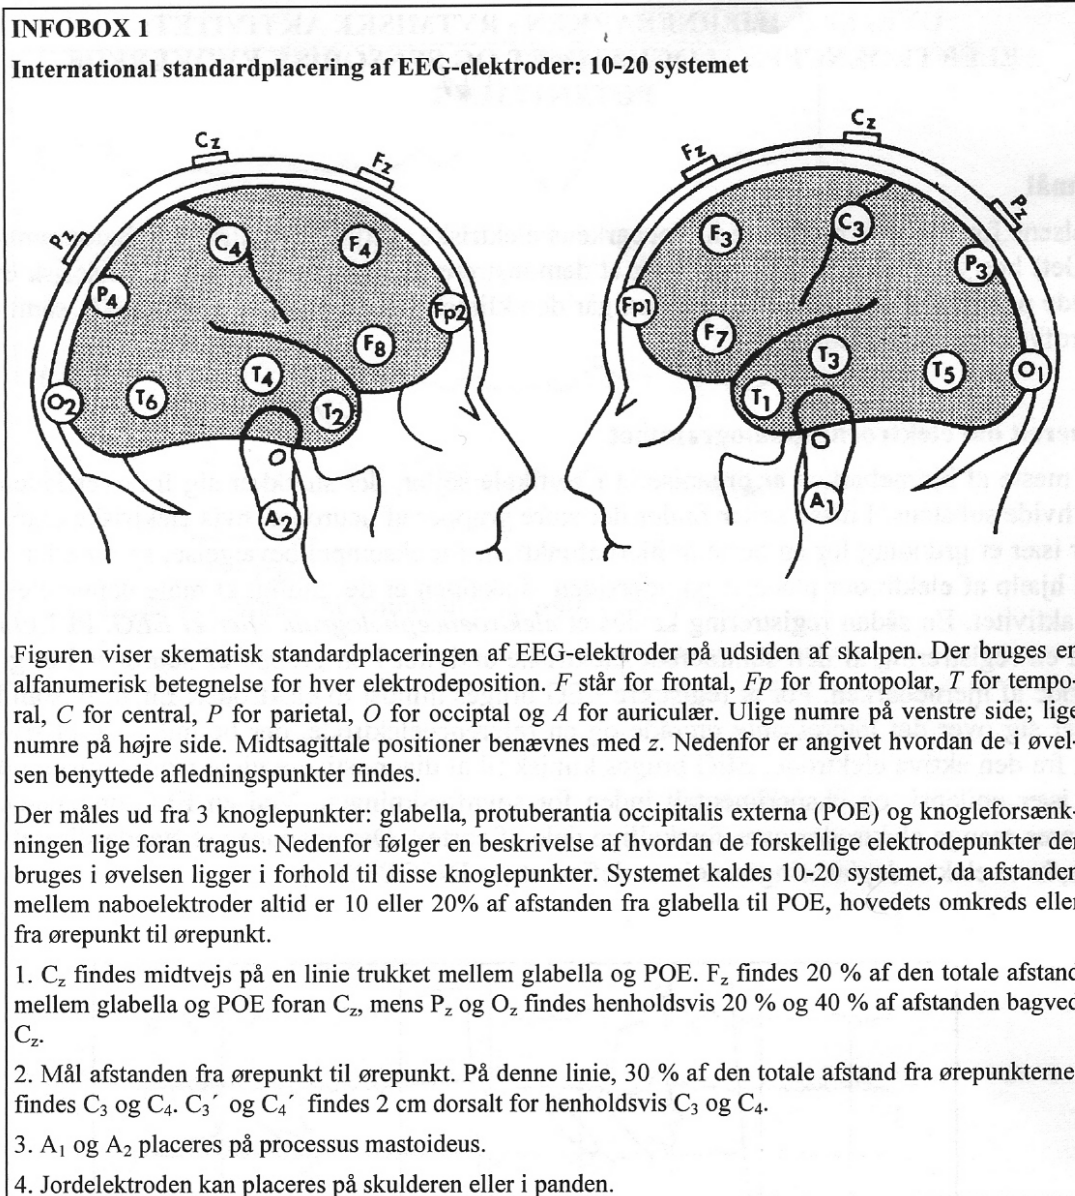 INFOBOX 1
International standardplacering af EEG-elektroder: 10-20 systemet
Cz
Fz
Pz
C4
F4
P4
Fp2
F8
T4
T6
T2
O2
A2
Cz
Fz
Pz
F3
C3
P3
Fp1
F7
T3
T5
O1
T1
A1
Figuren viser skematisk standardplaceringen af EEG-elektroder på udsiden af skalpen. Der bruges en
alfanumerisk betegnelse for hver elektrodeposition. F står for frontal, Fp for frontopolar, T for tempo-
ral, C for central, P for parietal, O for occiptal og A for auriculær. Ulige numre på venstre side; lige
numre på højre side. Midtsagittale positioner benævnes med z. Nedenfor er angivet hvordan de i øvel-
sen benyttede afledningspunkter findes.
Der måles ud fra 3 knoglepunkter: glabella, protuberantia occipitalis externa (POE) og knogleforsænk-
ningen lige foran tragus. Nedenfor følger en beskrivelse af hvordan de forskellige elektrodepunkter der
bruges i øvelsen ligger i forhold til disse knoglepunkter. Systemet kaldes 10-20 systemet, da afstanden
mellem naboelektroder altid er 10 eller 20% af afstanden fra glabella til POE, hovedets omkreds eller
fra ørepunkt til ørepunkt.
1. Cz findes midtvejs på en linie trukket mellem glabella og POE. Fz findes 20 % af den totale afstand
mellem glabella og POE foran Cz, mens Pz og Oz findes henholdsvis 20 % og 40 % af afstanden bagved
Cz.
2. Mål afstanden fra ørepunkt til ørepunkt. På denne linie, 30 % af den totale afstand fra ørepunkterne
findes C3 og C4. C3´ og C4´ findes 2 cm dorsalt for henholdsvis C3 og C4.
3. A1 og A2 placeres på processus mastoideus.
4. Jordelektroden kan placeres på skulderen eller i panden.